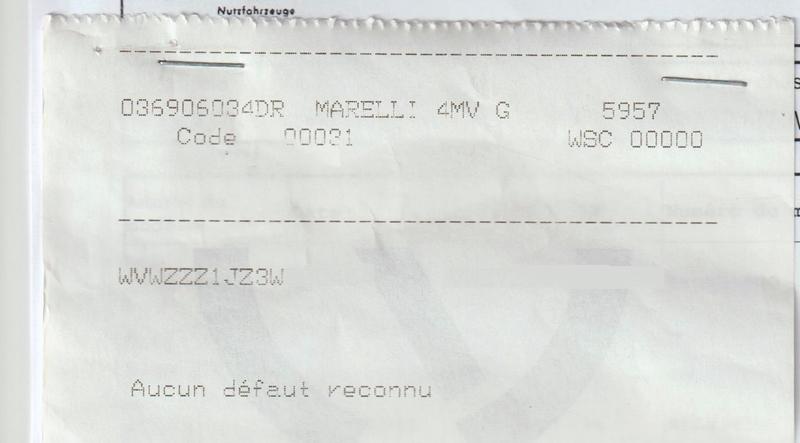 Nutzfahrzeuge
036906034DR MARELLI 4MV G 5957
Code 00031 WSC 00000
WVWZZZ1JZ3W
Aucun défaut reconnu